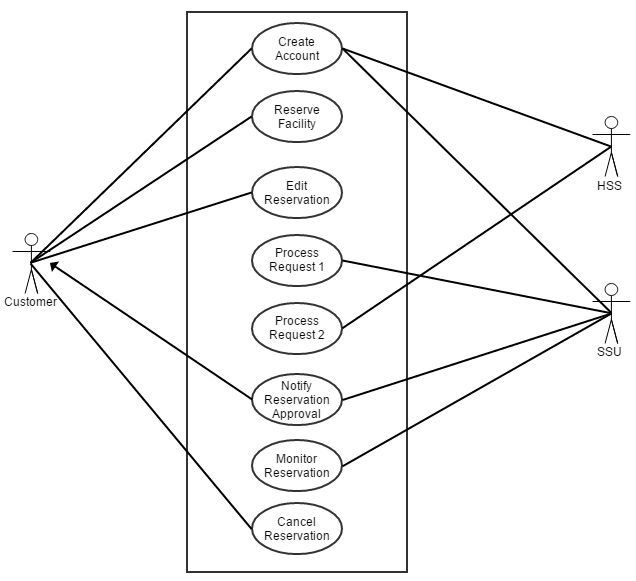 Create
Account
Reserve
Facility
Edit
Reservation
Process
Request 1
Process
Request 2
Notify
Reservation
Approval
Monitor
Reservation
Cancel
Reservation
Customer
HSS
SSU